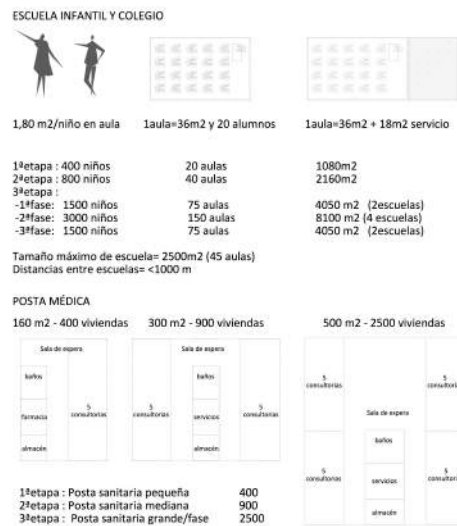 ESCUELA INFANTIL Y COLEGIO
1,80 m2/niño en aula 1aula=36m2 y 20 alumnos 1aula=36m2 + 18m2 servicio
1ªetapa : 400 niños 20 aulas 1080m2
2ªetapa : 800 niños 40 aulas 2160m2
3ªetapa :
-1ªfase: 1500 niños 75 aulas 4050 m2 (2escuelas)
-2ªfase: 3000 niños 150 aulas 8100 m2 (4 escuelas)
-3ªfase: 1500 niños 75 aulas 4050 m2 (2escuelas)
Tamaño máximo de escuela= 2500m2 (45 aulas)
Distancias entre escuelas= <1000 m
POSTA MÉDICA
160 m2 - 400 viviendas 300 m2 - 900 viviendas 500 m2 - 2500 viviendas
Sala de espera
baños
farmacia
almacén
5 consultorias
Sala de espera
5 consultorias
baños
servicios
almacén
5 consultorias
5 consultorias
5 consultorias
Sala de espera
5 consultorias
baños
servicios
almacén
5 consultorias
1ªetapa : Posta sanitaria pequeña 400
2ªetapa : Posta sanitaria mediana 900
3ªetapa : Posta sanitaria grande/fase 2500